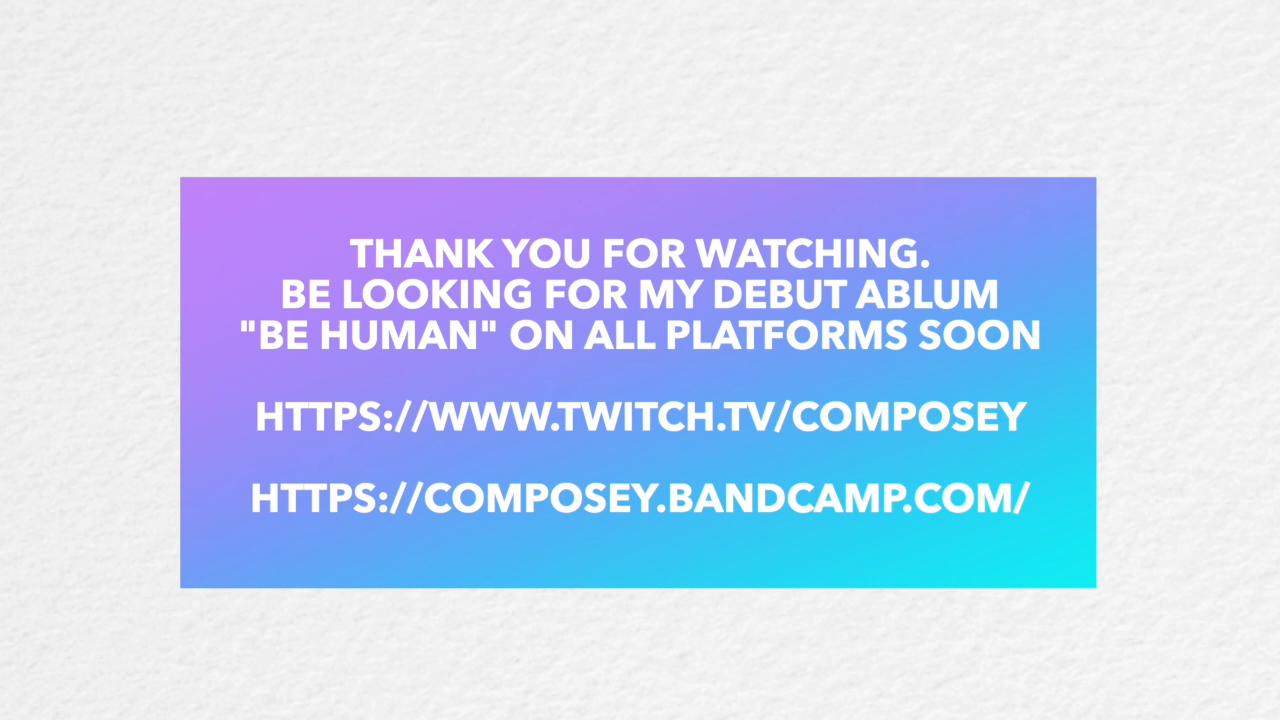 THANK YOU FOR WATCHING.
BE LOOKING FOR MY DEBUT ABLUM
"BE HUMAN" ON ALL PLATFORMS SOON
HTTPS://WWW.TWITCH.TV/COMPOSEY
HTTPS://COMPOSEY.BANDCAMP.COM/